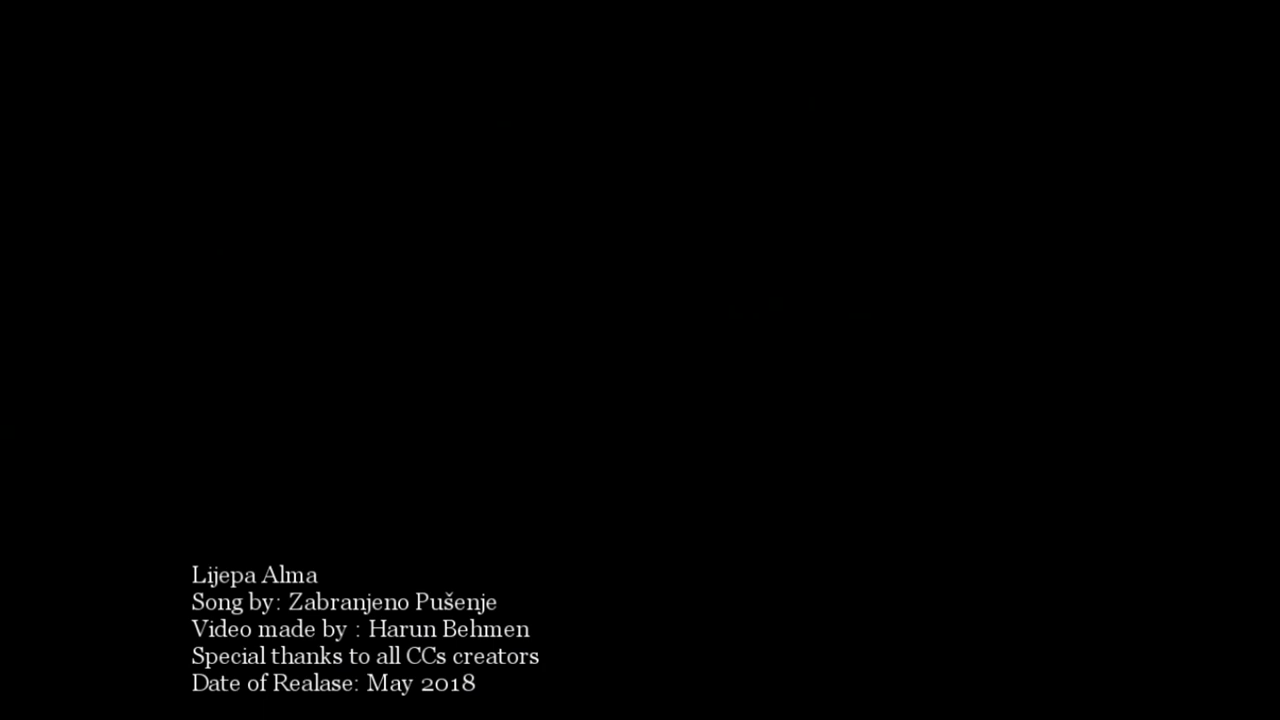 Lijepa Alma
Song by: Zabranjeno Pušenje
Video made by : Harun Behmen
Special thanks to all CCs creators
Date of Realase: May 2018